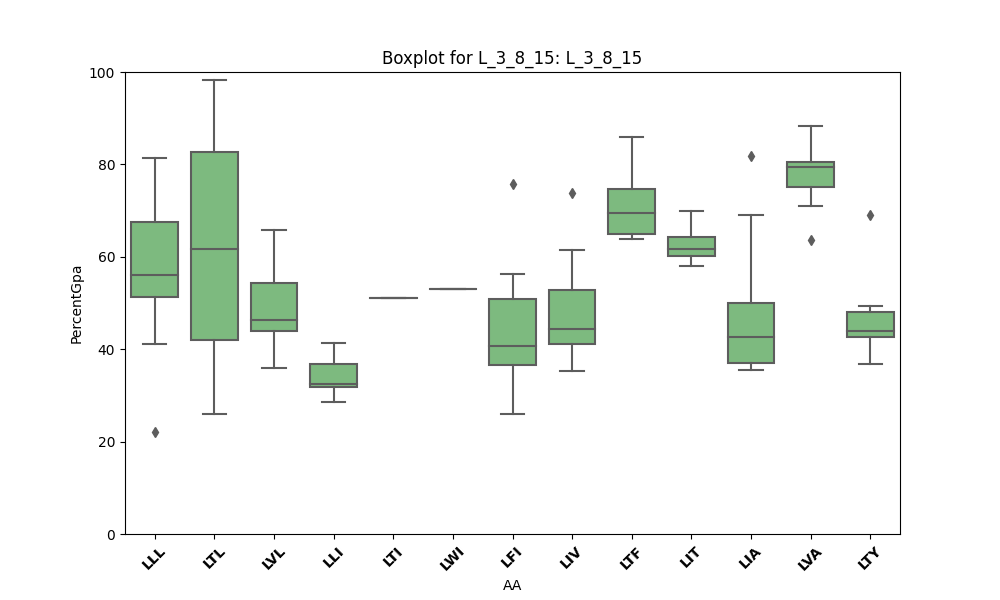 Boxplot for L_3_8_15: L_3_8_15
PercentGpa
100
80
60
40
20
0
LLL LTL LVL LLI LTI LWI LFI LIV LTF LIT LIA LVA LTY
AA